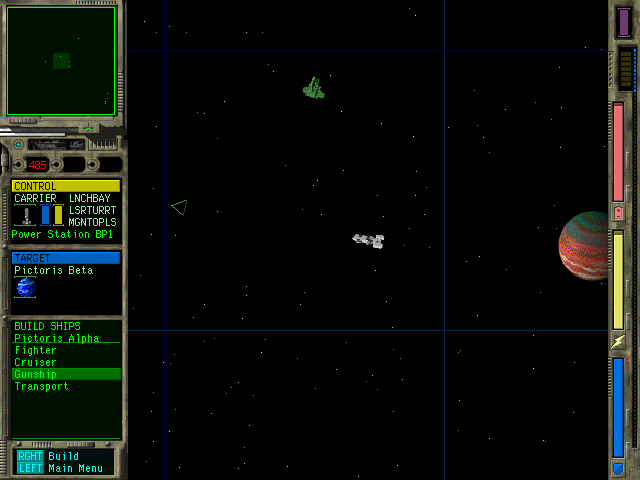 485
CONTROL
CARRIER LNCHBAY
LSRTURRT
MGNTOPLS
Power Station BP1
TARGET
Pictoris Beta
BUILD SHIPS
Pictoris Alpha
Fighter
Cruiser
Gunship
Transport
RGHT Build
LEFT Main Menu